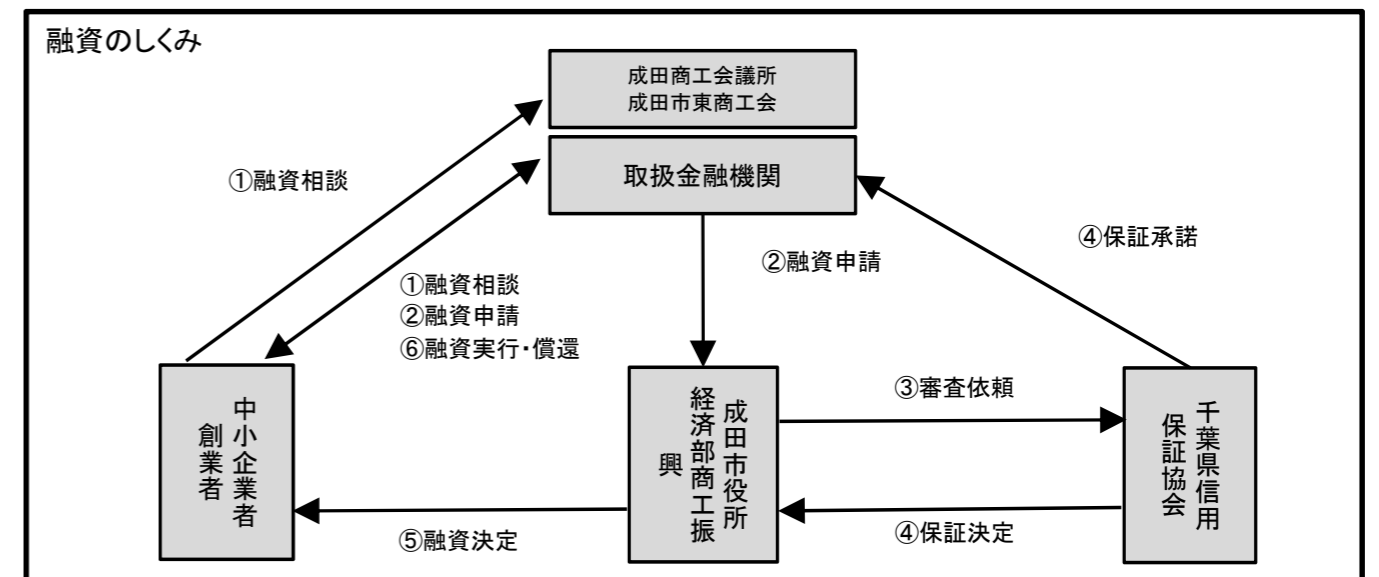 融資のしくみ
成田商工会議所
成田市東商工会
取扱金融機関
①融資相談
④保証承諾
②融資申請
①融資相談
②融資申請
⑥融資実行・償還
中小企業者
創業者
成田市役所
経済部商工振
興
③審査依頼
千葉県信用
保証協会
⑤融資決定
④保証決定